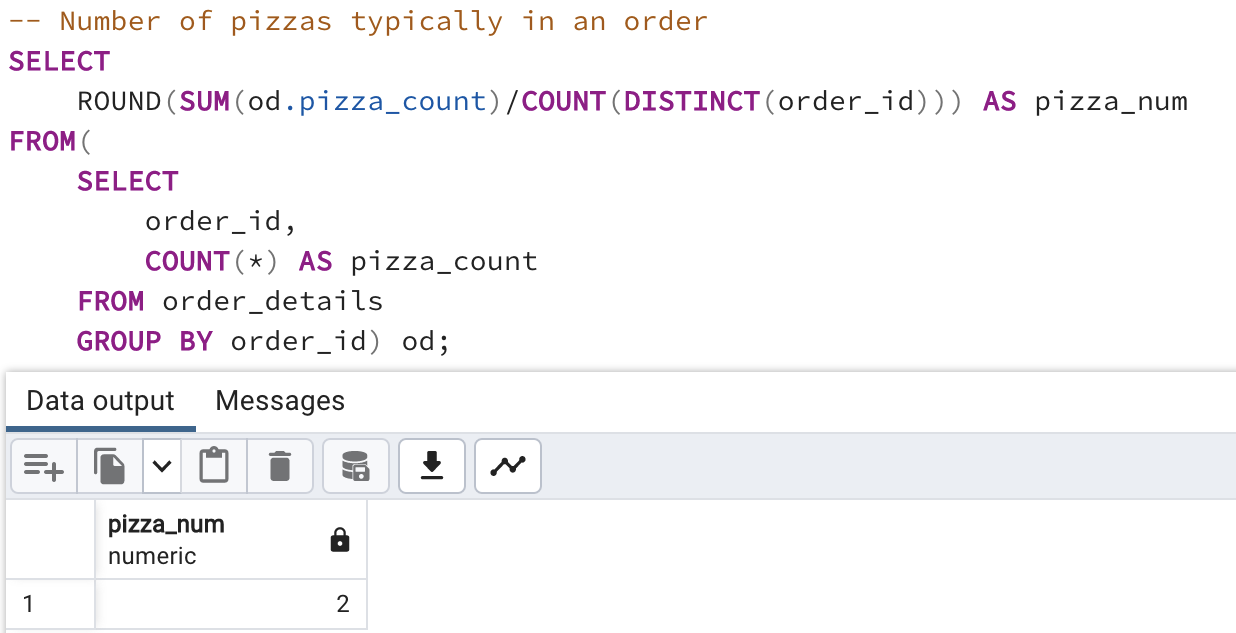 -- Number of pizzas typically in an order
SELECT
    ROUND(SUM(od.pizza_count)/COUNT(DISTINCT(order_id))) AS pizza_num
FROM(
    SELECT
        order_id,
        COUNT(*) AS pizza_count
    FROM order_details
    GROUP BY order_id) od;
Data output Messages
pizza_num
numeric
1 2